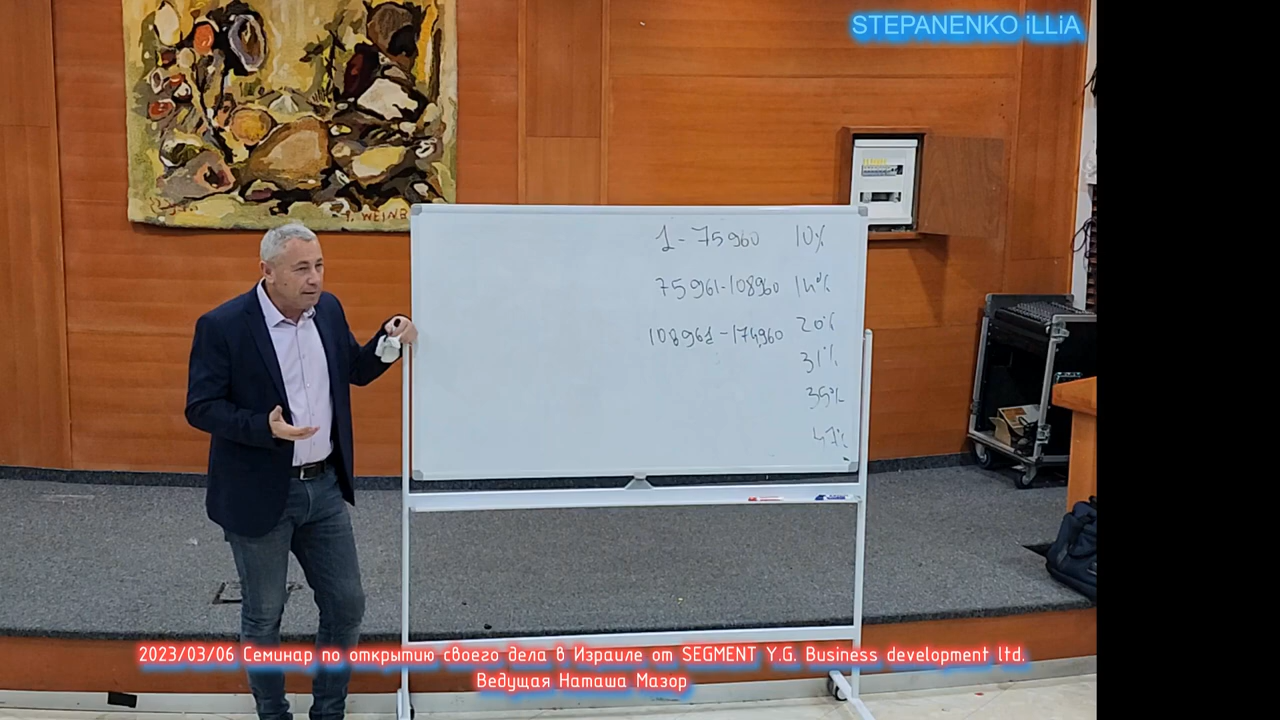 STEPANENKO iLLiA
P. WEINB
1 - 75960 10%
75961-108960 14%
108961 - 174960 20%
31%
35%
47%
2023/03/06 Семинар по открытию своего дела в Израиле от SEGMENT Y.G. Business development ltd.
Ведущая Наташа Мазор